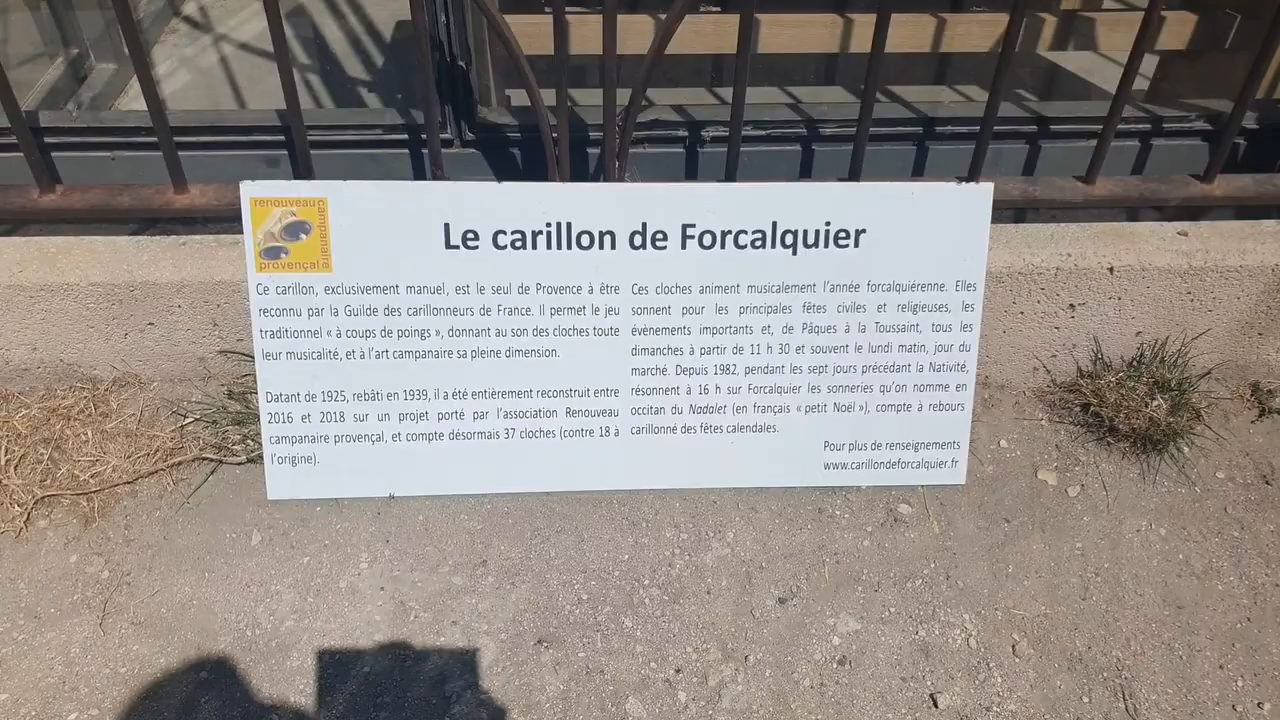 renouveau
campanaire
provençal
Le carillon de Forcalquier
Ce carillon, exclusivement manuel, est le seul de Provence à être
reconnu par la Guilde des carillonneurs de France. Il permet le jeu
traditionnel « à coups de poings », donnant au son des cloches toute
leur musicalité, et à l'art campanaire sa pleine dimension.
Datant de 1925, rebâti en 1939, il a été entièrement reconstruit entre
2016 et 2018 sur un projet porté par l'association Renouveau
campanaire provençal, et compte désormais 37 cloches (contre 18 à
l'origine).
Ces cloches animent musicalement l'année forcalquiérenne. Elles
sonnent pour les principales fêtes civiles et religieuses, les
évènements importants et, de Pâques à la Toussaint, tous les
dimanches à partir de 11 h 30 et souvent le lundi matin, jour du
marché. Depuis 1982, pendant les sept jours précédant la Nativité,
résonnent à 16 h sur Forcalquier les sonneries qu'on nomme en
occitan du Nadalet (en français « petit Noël »), compte à rebours
carillonné des fêtes calendales.
Pour plus de renseignements
www.carillondeforcalquier.fr